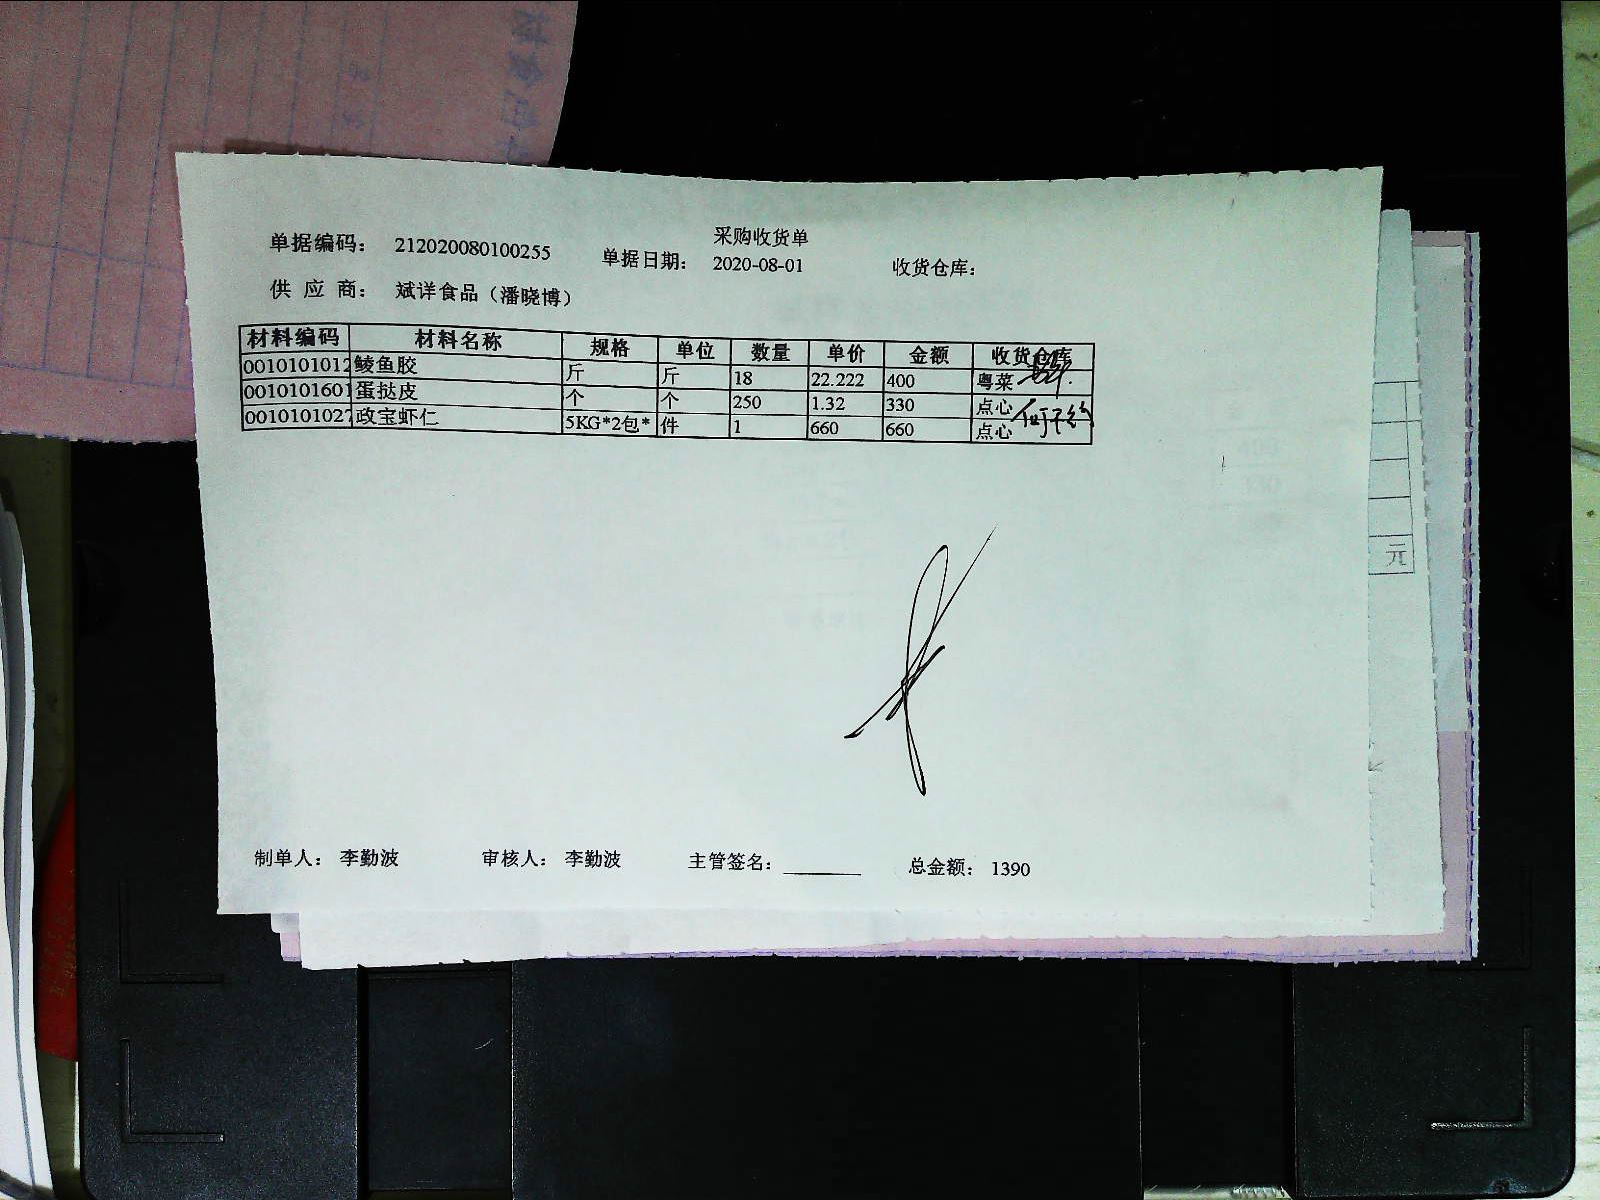 采购收货单
单据编码： 212020080100255 单据日期： 2020-08-01 收货仓库：
供 应 商： 斌详食品（潘晓博）
材料编码 材料名称 规格 单位 数量 单价 金额 收货仓库
0010101012 鲮鱼胶 斤 斤 18 22.222 400 粤菜
0010101601 蛋挞皮 个 个 250 1.32 330 点心
0010101027 政宝虾仁 5KG*2包* 件 1 660 660 点心
制单人： 李勤波 审核人： 李勤波 主管签名： 总金额： 1390
元